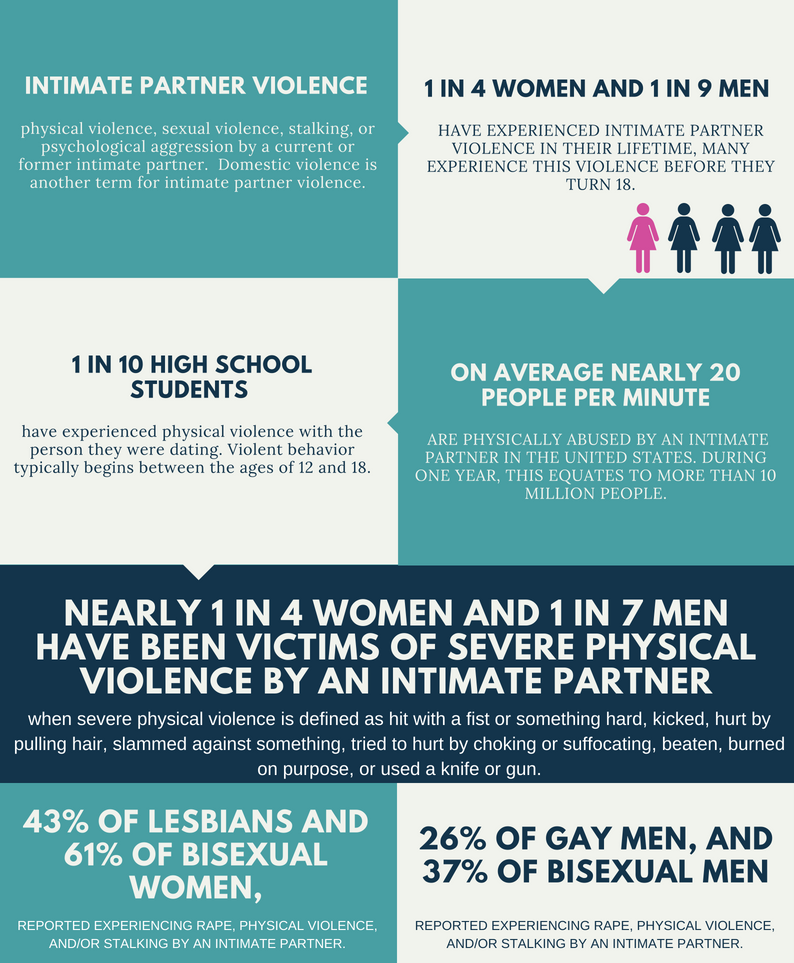 INTIMATE PARTNER VIOLENCE
physical violence, sexual violence, stalking, or
psychological aggression by a current or
former intimate partner.  Domestic violence is
another term for intimate partner violence.
1 IN 4 WOMEN AND 1 IN 9 MEN
HAVE EXPERIENCED INTIMATE PARTNER
VIOLENCE IN THEIR LIFETIME, MANY
EXPERIENCE THIS VIOLENCE BEFORE THEY
TURN 18.
1 IN 10 HIGH SCHOOL
STUDENTS
have experienced physical violence with the
person they were dating. Violent behavior
typically begins between the ages of 12 and 18.
ON AVERAGE NEARLY 20
PEOPLE PER MINUTE
ARE PHYSICALLY ABUSED BY AN INTIMATE
PARTNER IN THE UNITED STATES. DURING
ONE YEAR, THIS EQUATES TO MORE THAN 10
MILLION PEOPLE.
NEARLY 1 IN 4 WOMEN AND 1 IN 7 MEN
HAVE BEEN VICTIMS OF SEVERE PHYSICAL
VIOLENCE BY AN INTIMATE PARTNER
when severe physical violence is defined as hit with a fist or something hard, kicked, hurt by
pulling hair, slammed against something, tried to hurt by choking or suffocating, beaten, burned
on purpose, or used a knife or gun.
43% OF LESBIANS AND
61% OF BISEXUAL
WOMEN,
REPORTED EXPERIENCING RAPE, PHYSICAL VIOLENCE,
AND/OR STALKING BY AN INTIMATE PARTNER.
26% OF GAY MEN, AND
37% OF BISEXUAL MEN
REPORTED EXPERIENCING RAPE, PHYSICAL VIOLENCE,
AND/OR STALKING BY AN INTIMATE PARTNER.